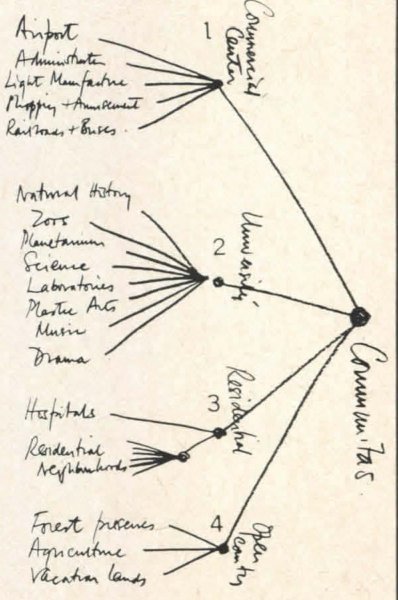 Airport
Administration
Light Manufacture
Shopping + Amusement
Railroads + Buses.
1
Commercial
Center
Natural History
Zoos
Planetarium
Science
Laboratories
Plastic Arts
Music
Drama
2
University
Hospitals
Residential
Neighborhoods
3
Residential
Forest preserves
Agriculture
Vacation lands
4
Open
Country
Communitas.